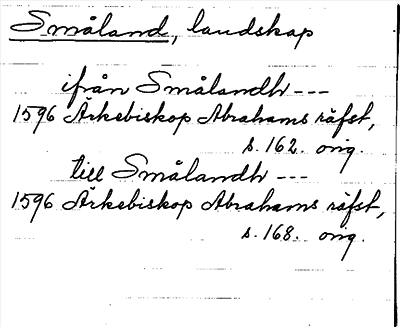 Småland, landskap
ifrån Smålandh ---
1596 Ärkebiskop Abrahams räfst,
s. 162. orig.
till Smålandh ---
1596 Ärkebiskop Abrahams räfst,
s. 168. orig.